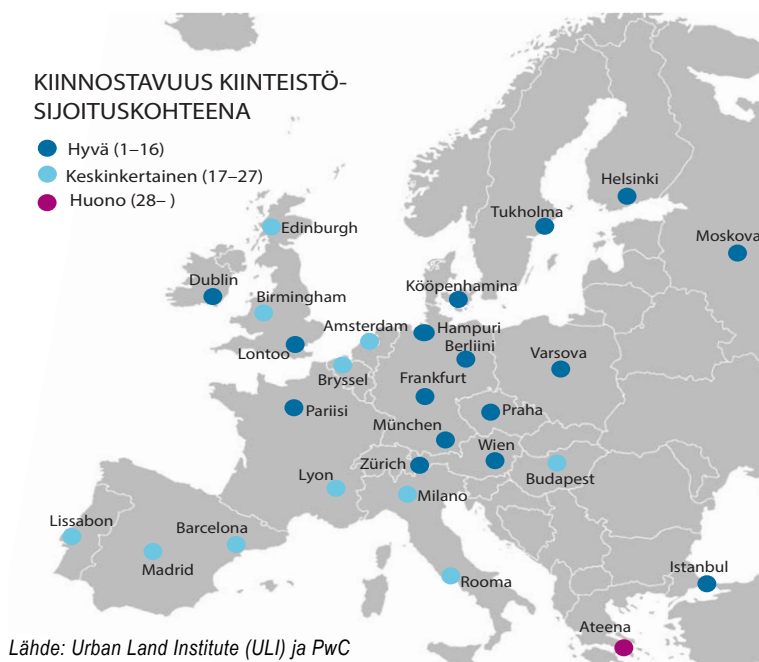 KIINNOSTAVUUS KIINTEISTÖ-
SIJOITUSKOHTEENA
Hyvä (1–16)
Keskinkertainen (17–27)
Huono (28– )
Helsinki
Tukholma
Moskova
Edinburgh
Dublin
Birmingham
Kööpenhamina
Amsterdam
Hampuri
Berliini
Lontoo
Varsova
Bryssel
Frankfurt
Pariisi
Praha
München
Wien
Zürich
Lyon
Budapest
Milano
Lissabon
Barcelona
Madrid
Rooma
Istanbul
Ateena
Lähde: Urban Land Institute (ULI) ja PwC